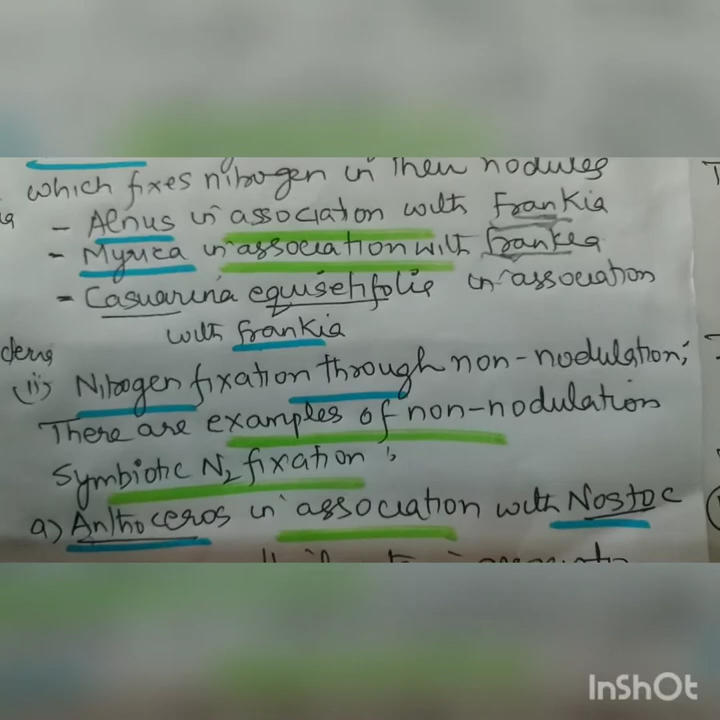 which fixes nitrogen in their nodules
- Alnus in association with Frankia
- Myrica in association with Frankia
- Casuarina equisetifolia in association
with Frankia
(ii) Nitrogen fixation through non-nodulation;
There are examples of non-nodulation
Symbiotic N2 fixation ;
a) Anthoceros in association with Nostoc
InShOt